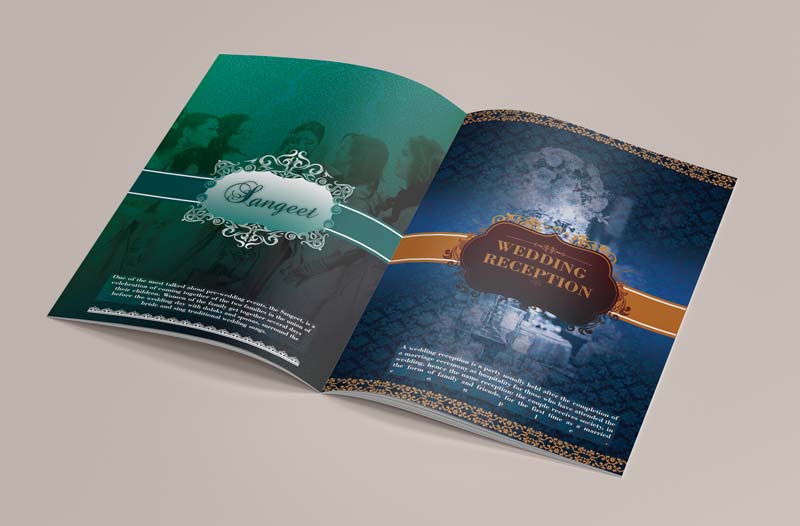 Sangeet
One of the most talked about pre-wedding events, the Sangeet, is a
celebration of coming together of the two families in the union of
their children. Women of the family get together several days
before the wedding day with dolaks and spoons, surround the
bride and sing traditional wedding songs.
WEDDING
RECEPTION
A wedding reception is a party usually held after the completion of
a marriage ceremony as hospitality for those who have attended the
wedding, hence the name reception: the couple receives society, in
the form of family and friends, for the first time as a married
c o u p l e .